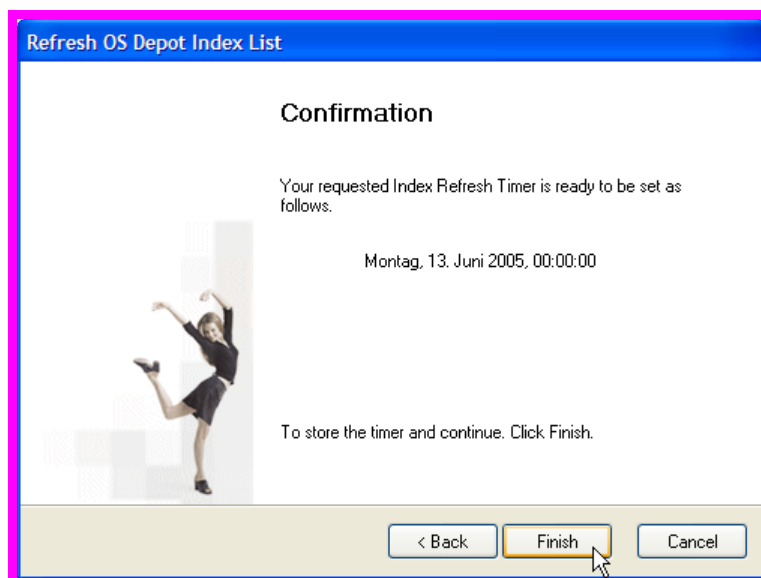 Refresh OS Depot Index List
Confirmation
Your requested Index Refresh Timer is ready to be set as
follows.
Montag, 13. Juni 2005, 00:00:00
To store the timer and continue. Click Finish.
< Back
Finish
Cancel